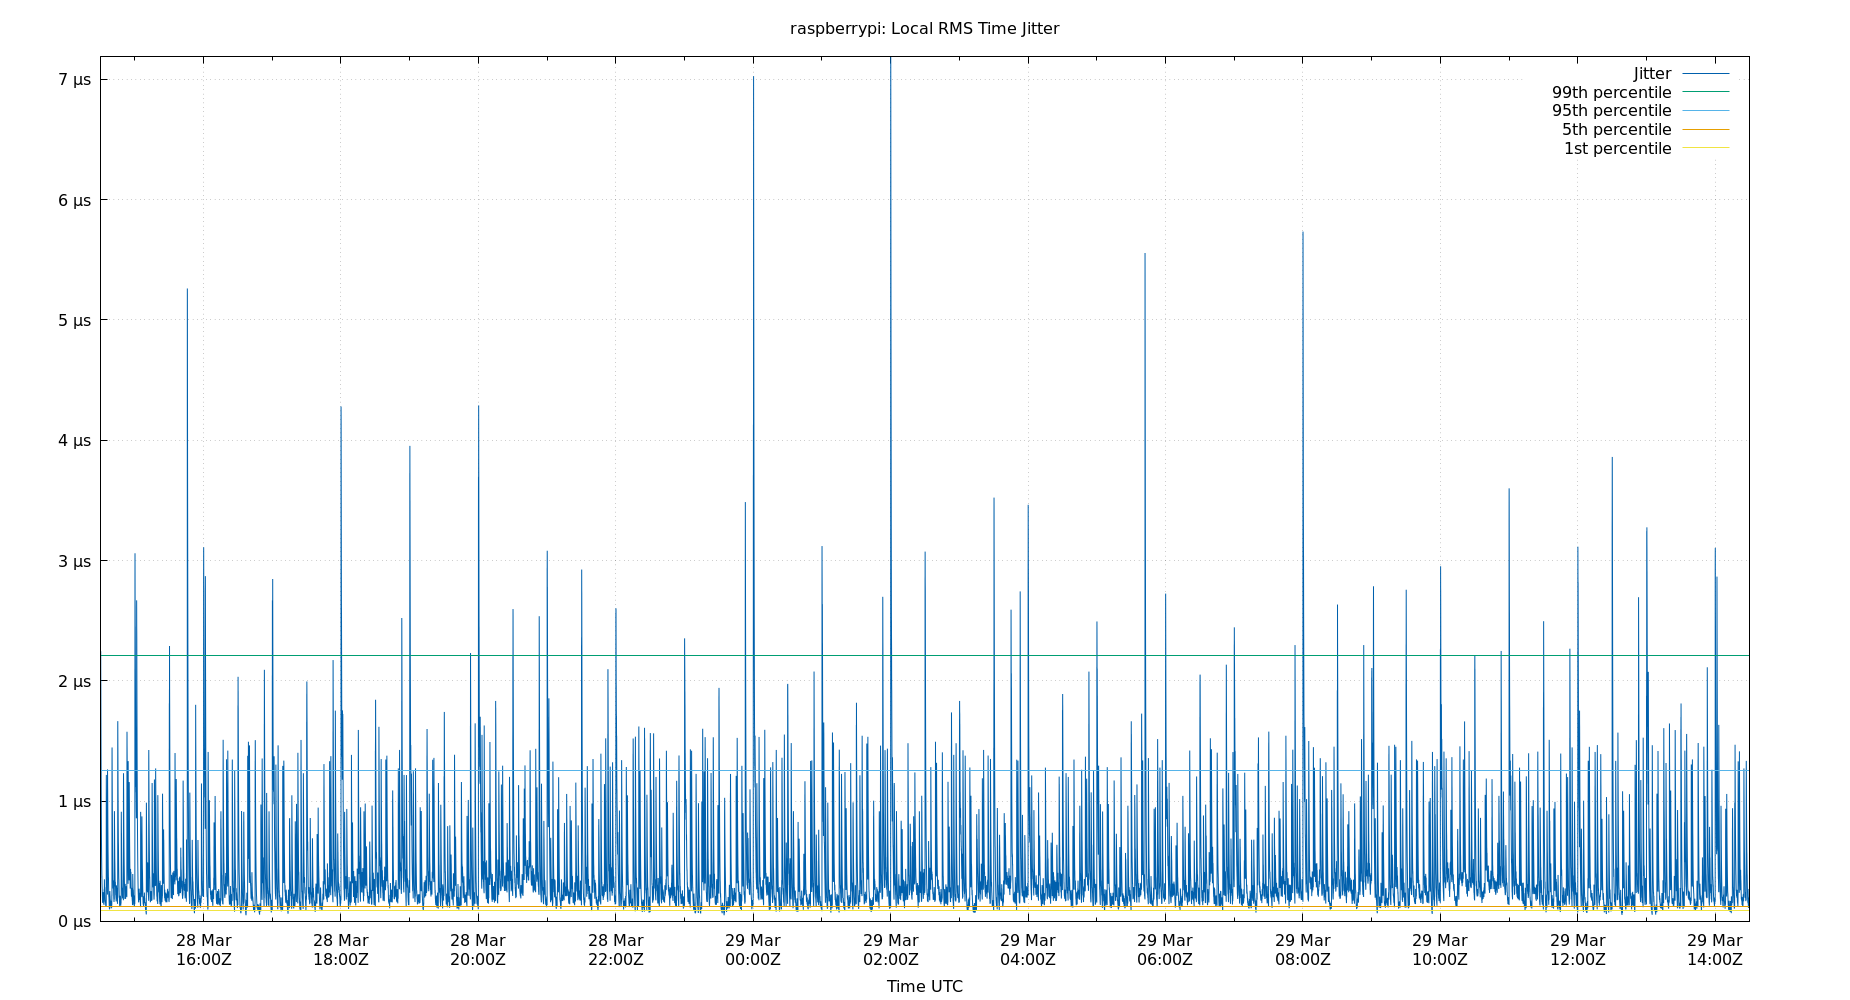 raspberrypi: Local RMS Time Jitter
7 µs
6 µs
5 µs
4 µs
3 µs
2 µs
1 µs
0 µs
Jitter
99th percentile
95th percentile
5th percentile
1st percentile
28 Mar
16:00Z
28 Mar
18:00Z
28 Mar
20:00Z
28 Mar
22:00Z
29 Mar
00:00Z
29 Mar
02:00Z
29 Mar
04:00Z
29 Mar
06:00Z
29 Mar
08:00Z
29 Mar
10:00Z
29 Mar
12:00Z
29 Mar
14:00Z
Time UTC